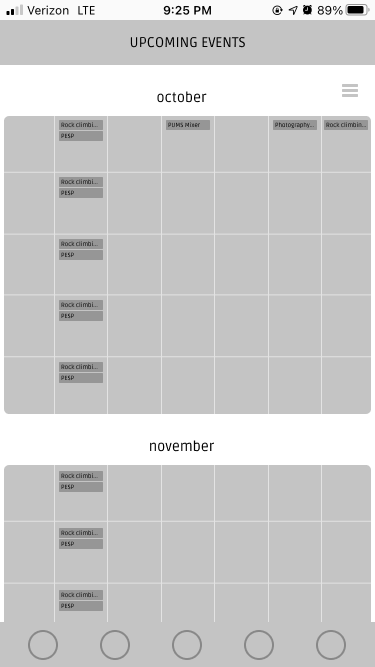 Verizon LTE 9:25 PM 89%
UPCOMING EVENTS
october
Rock climbi... PUMS Mixer Photography... Rock climbin...
PESP
Rock climbi...
PESP
Rock climbi...
PESP
Rock climbi...
PESP
Rock climbi...
PESP
november
Rock climbi...
PESP
Rock climbi...
PESP
Rock climbi...
PESP